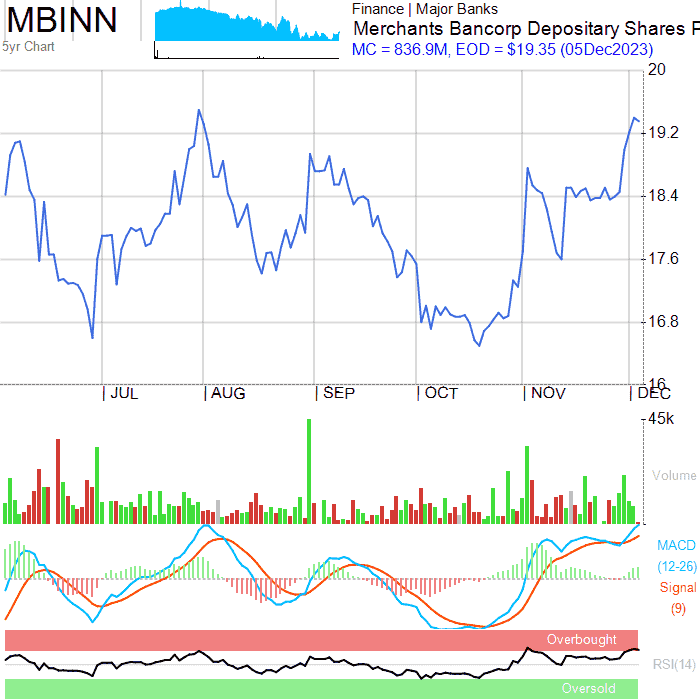 MBINN
5yr Chart
Finance | Major Banks
Merchants Bancorp Depositary Shares
MC = 836.9M, EOD = $19.35 (05Dec2023)
20
19.2
18.4
17.6
16.8
16
JUL AUG SEP OCT NOV DEC
45k
Volume
MACD
(12-26)
Signal
(9)
Overbought
RSI(14)
Oversold